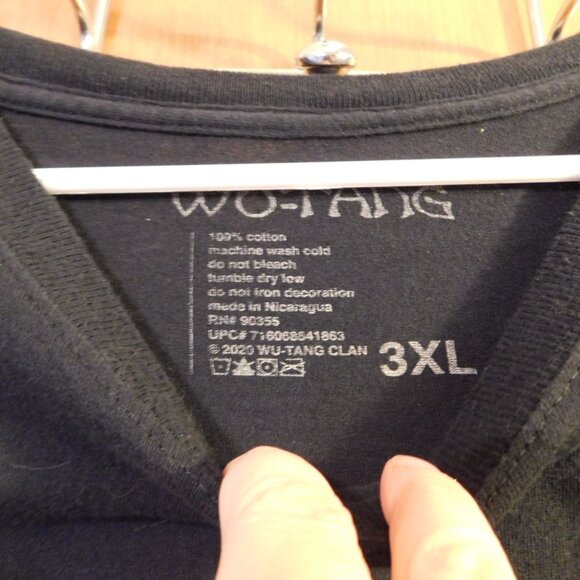 WU-TANG
100% cotton
machine wash cold
do not bleach
tumble dry low
do not iron decoration
made in Nicaragua
RN# 90355
UPC# 716068841863
© 2020 WU-TANG CLAN
3XL